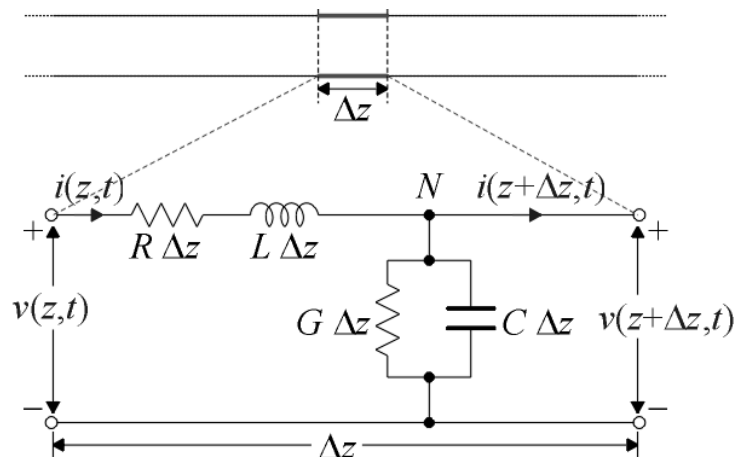 Δz
i(z,t) N i(z+Δz,t)
+ R Δz L Δz +
v(z,t) G Δz C Δz v(z+Δz,t)
− −
Δz